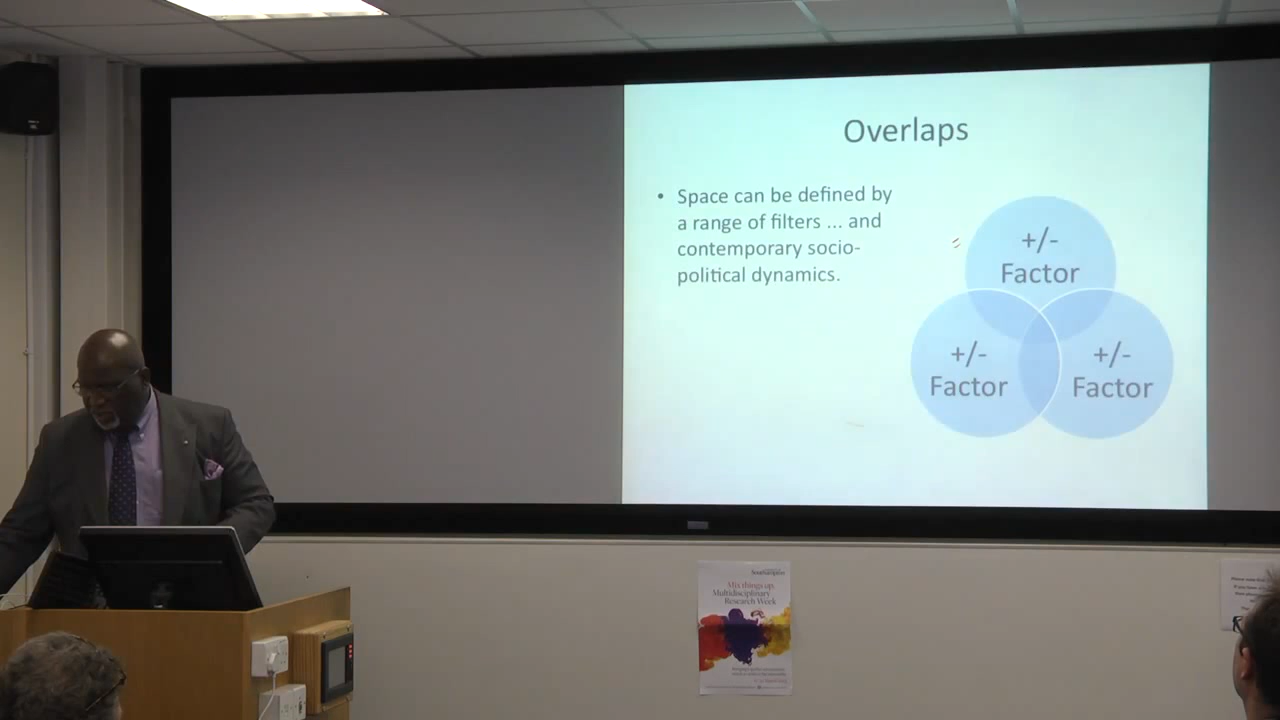 Overlaps
• Space can be defined by
a range of filters ... and
contemporary socio-
political dynamics.
+/-
Factor
+/-
Factor
+/-
Factor
Southampton
Mix things up
Multidisciplinary
Research Week